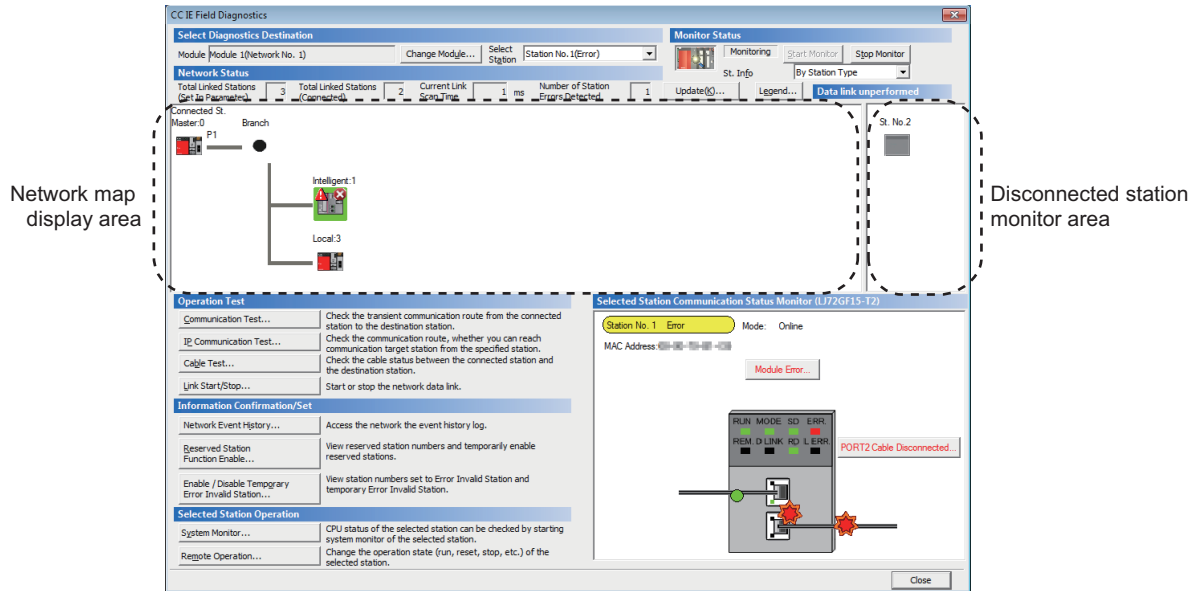 CC IE Field Diagnostics
Select Diagnostics Destination
Module Module 1(Network No. 1)
Change Module...
Select Station
Station No.1(Error)
Monitor Status
Monitoring
Start Monitor
Stop Monitor
St. Info
By Station Type
Network Status
Total Linked Stations (Set In Parameter) 3
Total Linked Stations (Connected) 2
Current Link Scan Time 1 ms
Number of Station Errors Detected 1
Update(K)...
Legend...
Data link unperformed
Connected St.
Master:0
Branch
P1
Intelligent:1
Local:3
St. No.2
Network map
display area
Disconnected station
monitor area
Operation Test
Communication Test...
Check the transient communication route from the connected
station to the destination station.
IP Communication Test...
Check the communication route, whether you can reach
communication target station from the specified station.
Cable Test...
Check the cable status between the connected station and
the destination station.
Link Start/Stop...
Start or stop the network data link.
Information Confirmation/Set
Network Event History...
Access the network the event history log.
Reserved Station
Function Enable...
View reserved station numbers and temporarily enable
reserved stations.
Enable / Disable Temporary
Error Invalid Station...
View station numbers set to Error Invalid Station and
temporary Error Invalid Station.
Selected Station Operation
System Monitor...
CPU status of the selected station can be checked by starting
system monitor of the selected station.
Remote Operation...
Change the operation state (run, reset, stop, etc.) of the
selected station.
Selected Station Communication Status Monitor (LJ72GF15-T2)
Station No. 1 Error
Mode: Online
MAC Address:
Module Error...
RUN MODE SD ERR.
REM. D LINK RD L ERR.
PORT2 Cable Disconnected...
Close